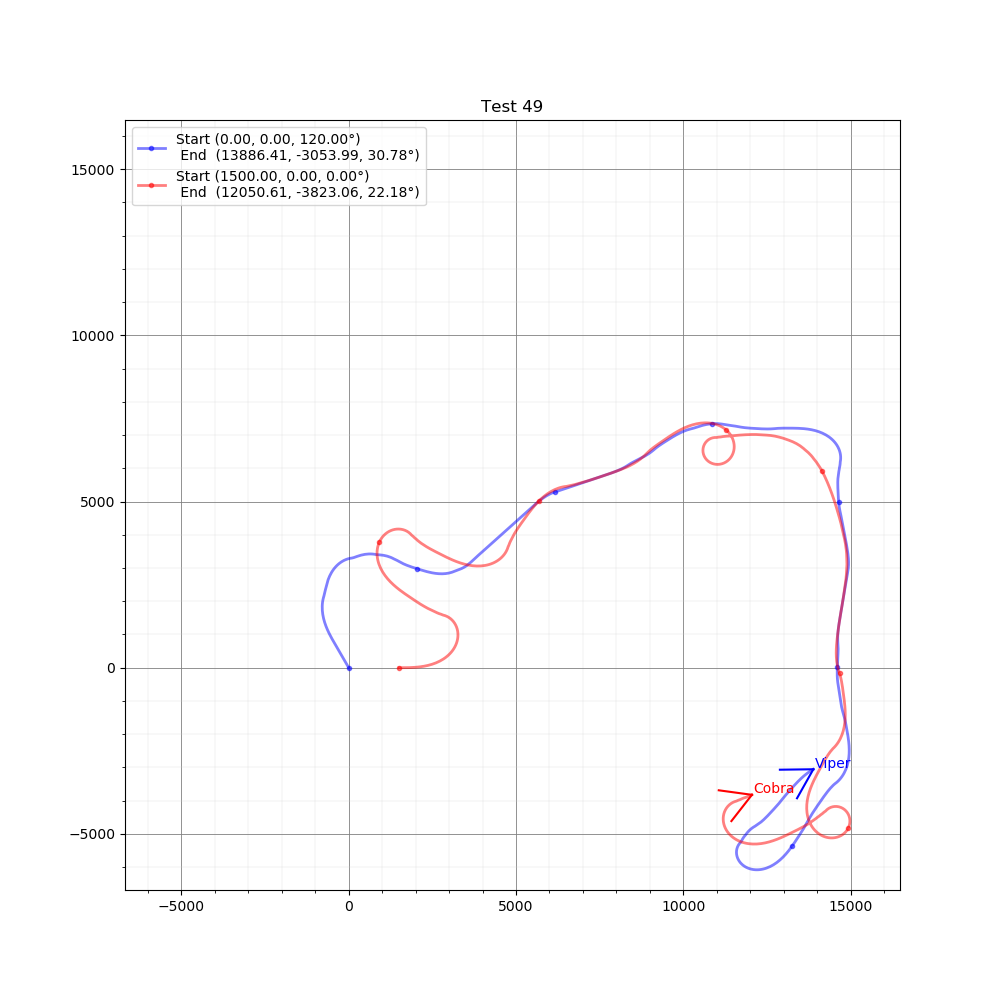 Test 49
Start (0.00, 0.00, 120.00°)
End  (13886.41, -3053.99, 30.78°)
Start (1500.00, 0.00, 0.00°)
End  (12050.61, -3823.06, 22.18°)
15000
10000
5000
0
−5000
Viper
Cobra
−5000
0
5000
10000
15000